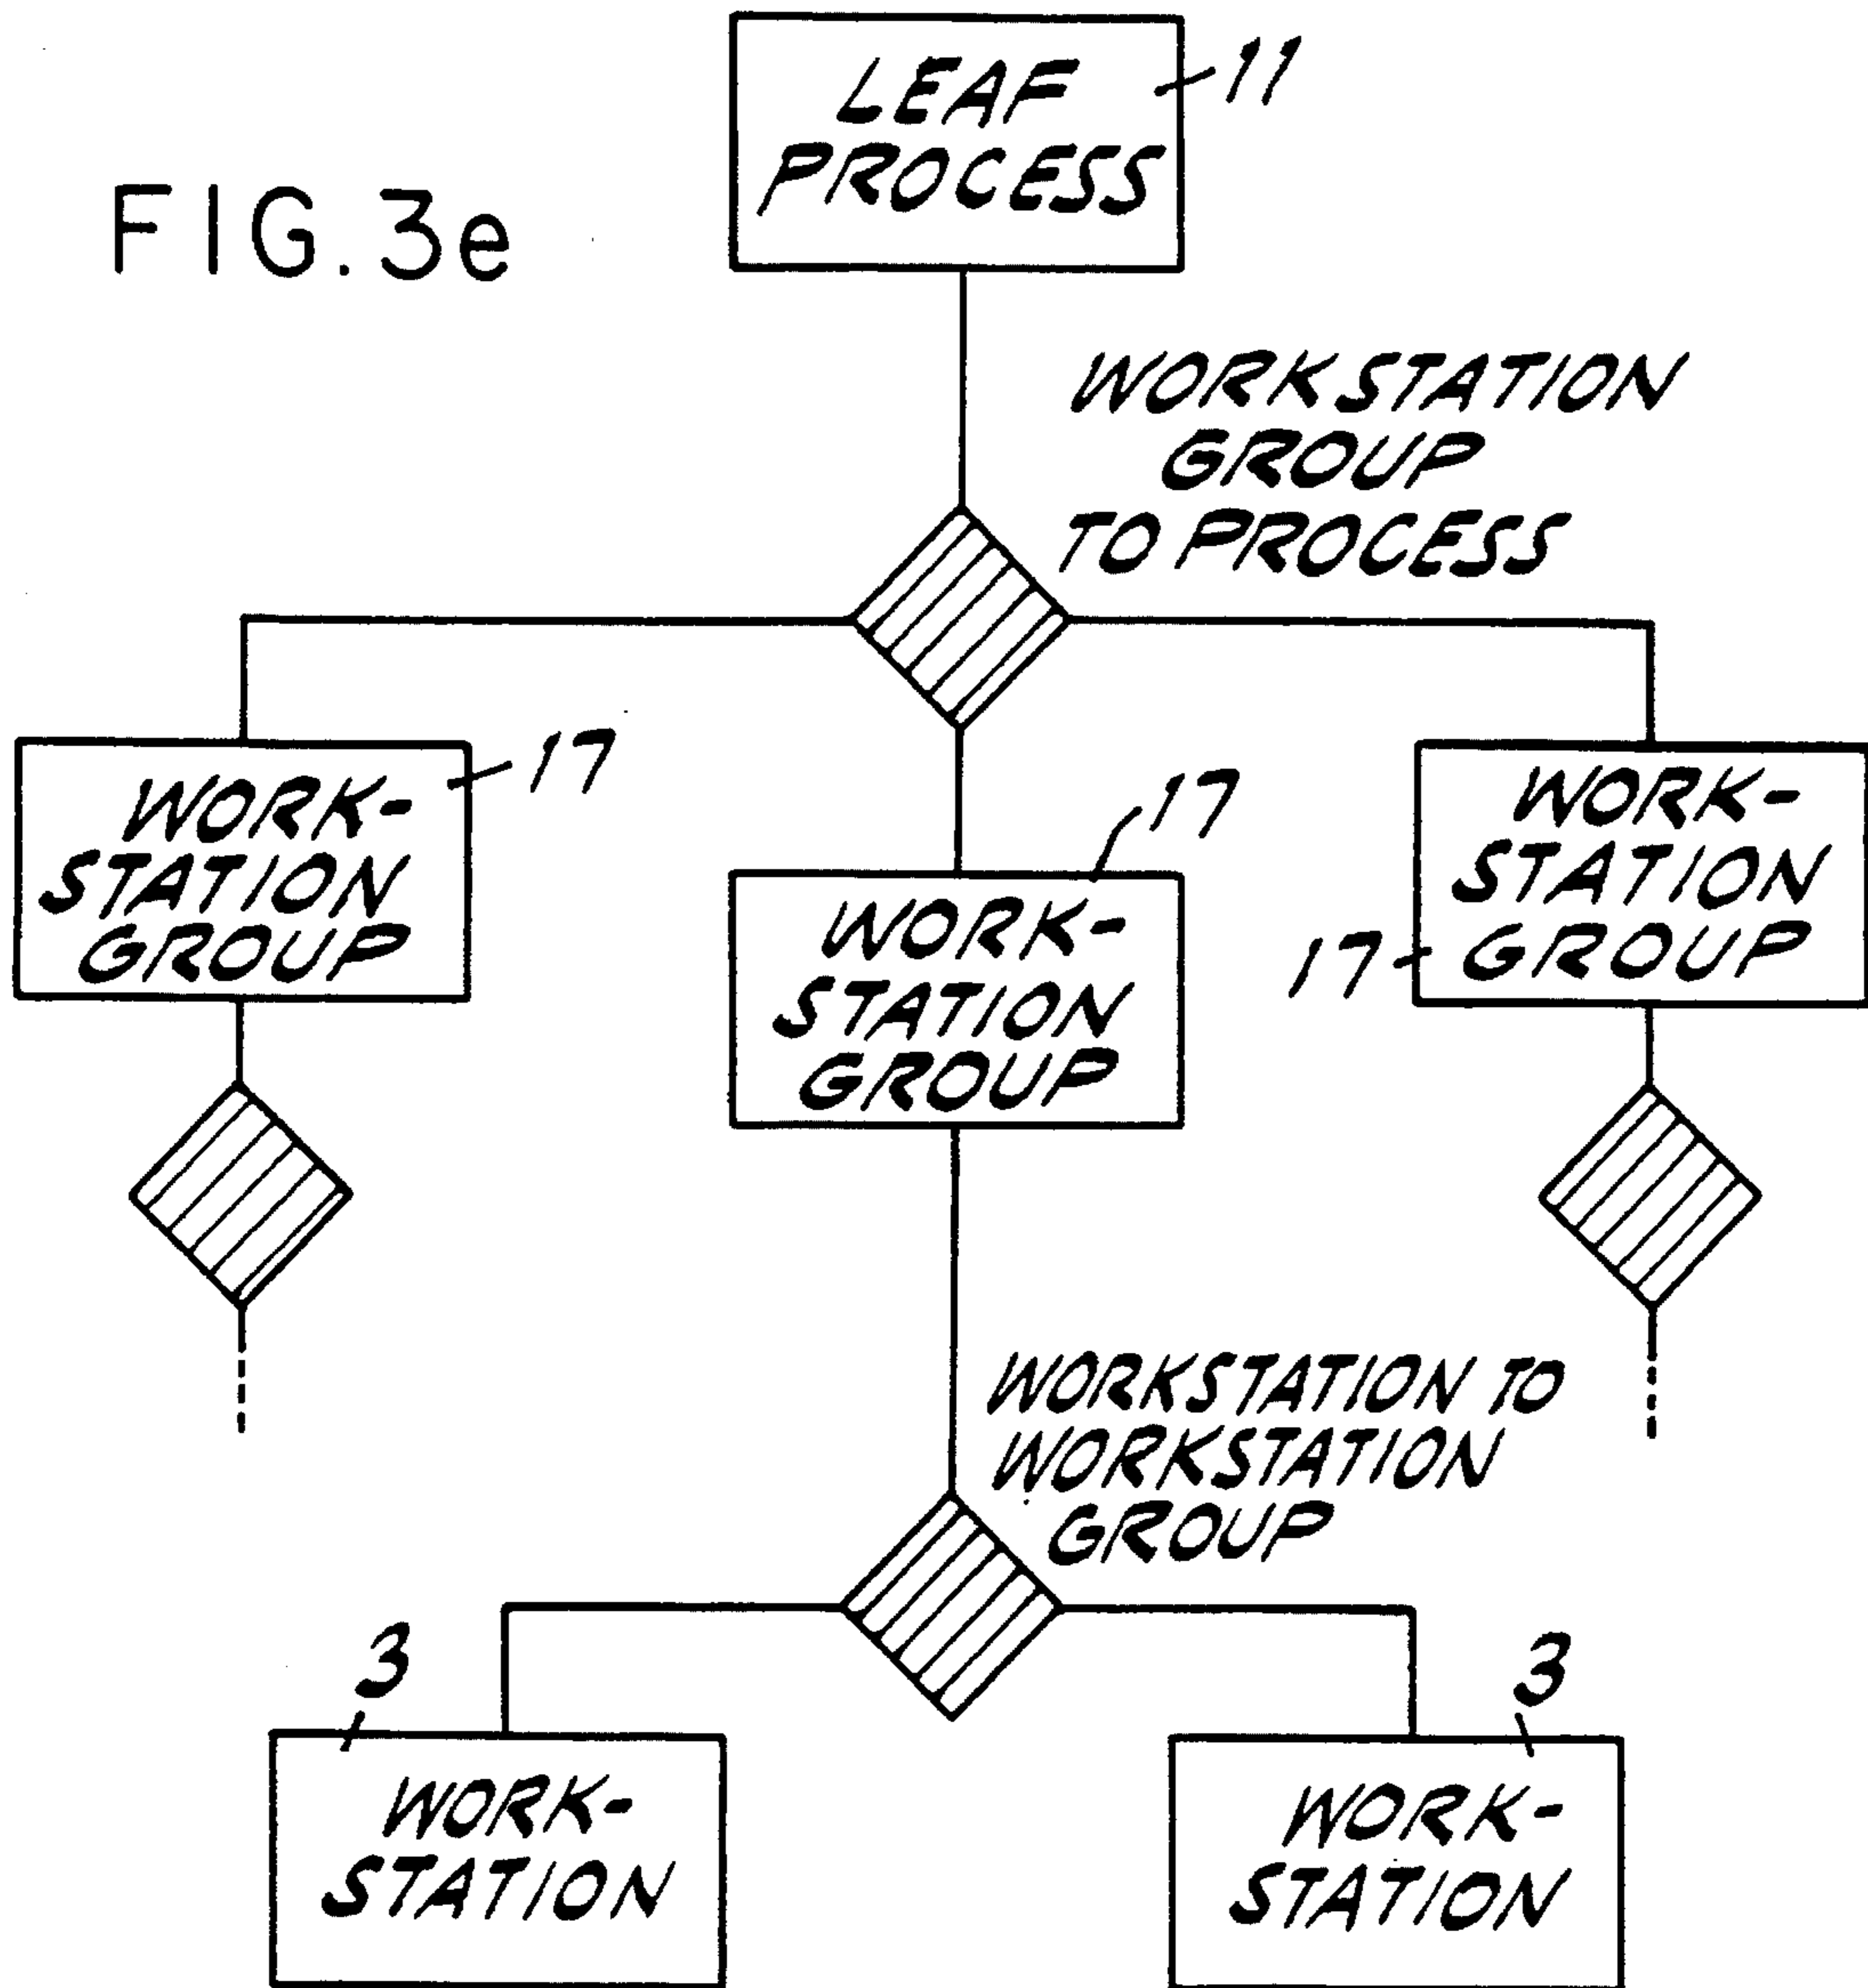 LEAF
PROCESS
11
FIG. 3e
WORKSTATION
GROUP
TO PROCESS
WORK-
STATION
GROUP
17
WORK-
STATION
GROUP
17
WORK-
STATION
GROUP
17
WORKSTATION TO
WORKSTATION
GROUP
3
WORK-
STATION
3
WORK-
STATION